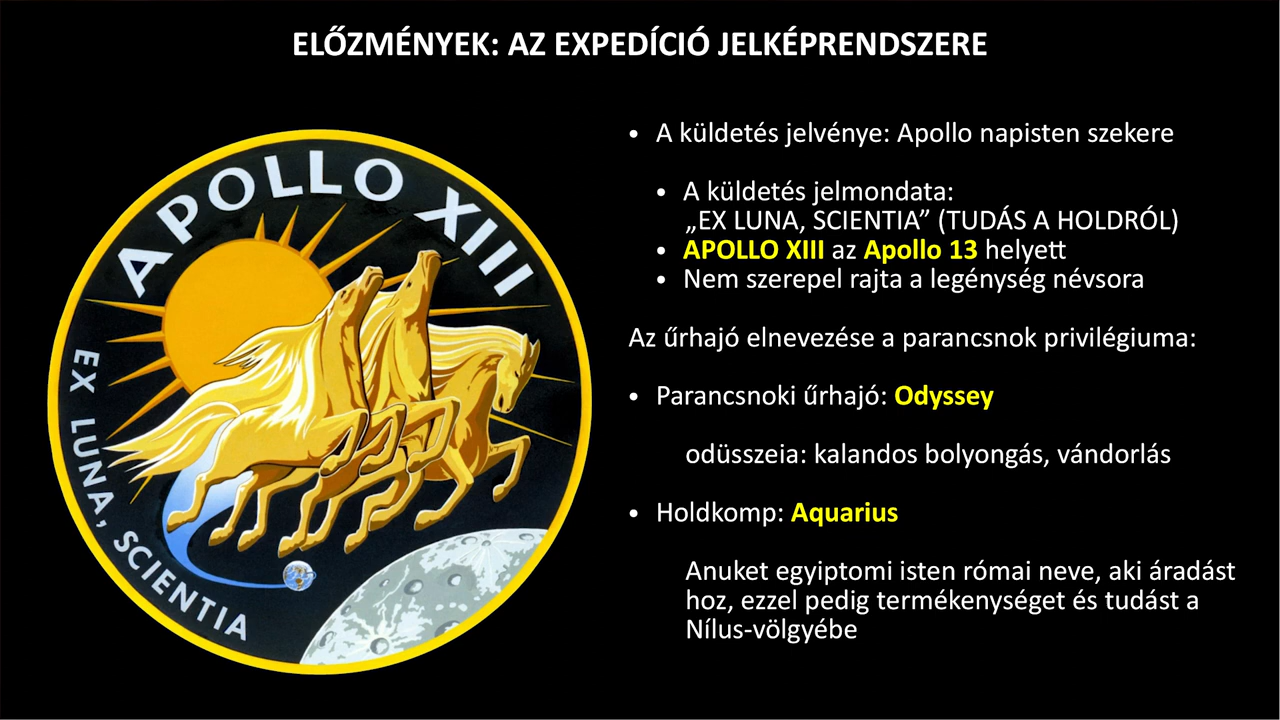 ELŐZMÉNYEK: AZ EXPEDÍCIÓ JELKÉPRENDSZERE
APOLLO XIII
EX LUNA, SCIENTIA
• A küldetés jelvénye: Apollo napisten szekere
• A küldetés jelmondata:
„EX LUNA, SCIENTIA” (TUDÁS A HOLDRÓL)
• APOLLO XIII az Apollo 13 helyett
• Nem szerepel rajta a legénység névsora
Az űrhajó elnevezése a parancsnok privilégiuma:
• Parancsnoki űrhajó: Odyssey
odüsszeia: kalandos bolyongás, vándorlás
• Holdkomp: Aquarius
Anuket egyiptomi isten római neve, aki áradást
hoz, ezzel pedig termékenységet és tudást a
Nílus-völgyébe